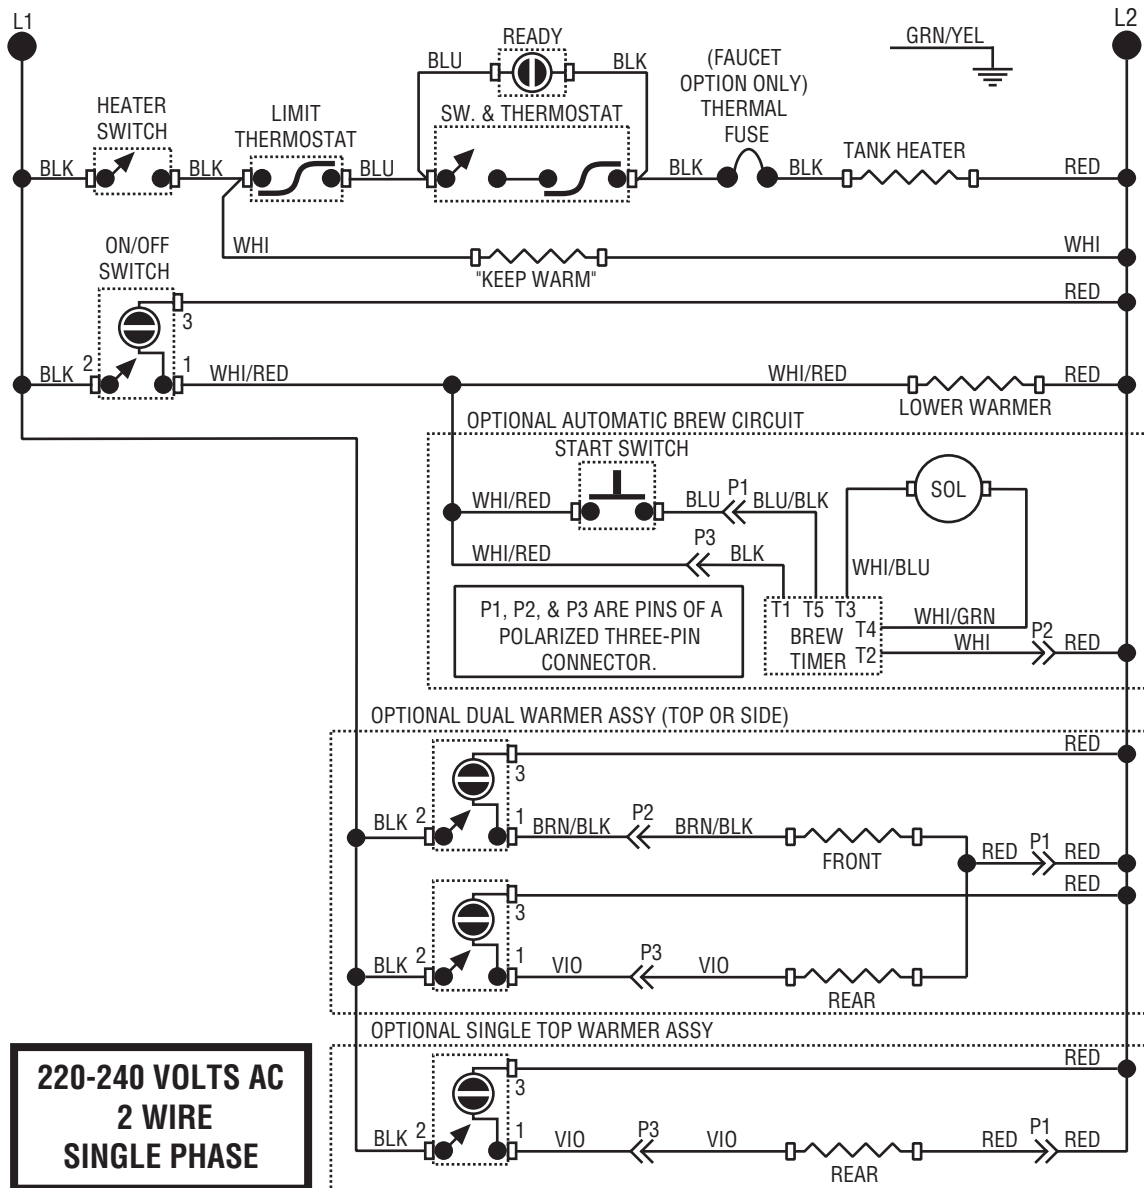 L1
L2
READY
GRN/YEL
BLU
BLK
(FAUCET
OPTION ONLY)
THERMAL
FUSE
HEATER
SWITCH
LIMIT
THERMOSTAT
SW. & THERMOSTAT
TANK HEATER
BLK
BLK
BLU
BLK
BLK
RED
ON/OFF
SWITCH
WHI
"KEEP WARM"
WHI
3
RED
BLK
2
1
WHI/RED
WHI/RED
RED
LOWER WARMER
OPTIONAL AUTOMATIC BREW CIRCUIT
START SWITCH
WHI/RED
BLU
P1
BLU/BLK
SOL
WHI/RED
P3
BLK
WHI/BLU
P1, P2, & P3 ARE PINS OF A
POLARIZED THREE-PIN
CONNECTOR.
T1 T5 T3
BREW
TIMER
T4
T2
WHI/GRN
WHI
P2
RED
OPTIONAL DUAL WARMER ASSY (TOP OR SIDE)
3
RED
BLK
2
1
BRN/BLK
P2
BRN/BLK
FRONT
RED
P1
RED
3
RED
BLK
2
1
VIO
P3
VIO
REAR
OPTIONAL SINGLE TOP WARMER ASSY
3
RED
BLK
2
1
VIO
P3
VIO
REAR
RED
P1
RED
220-240 VOLTS AC
2 WIRE
SINGLE PHASE